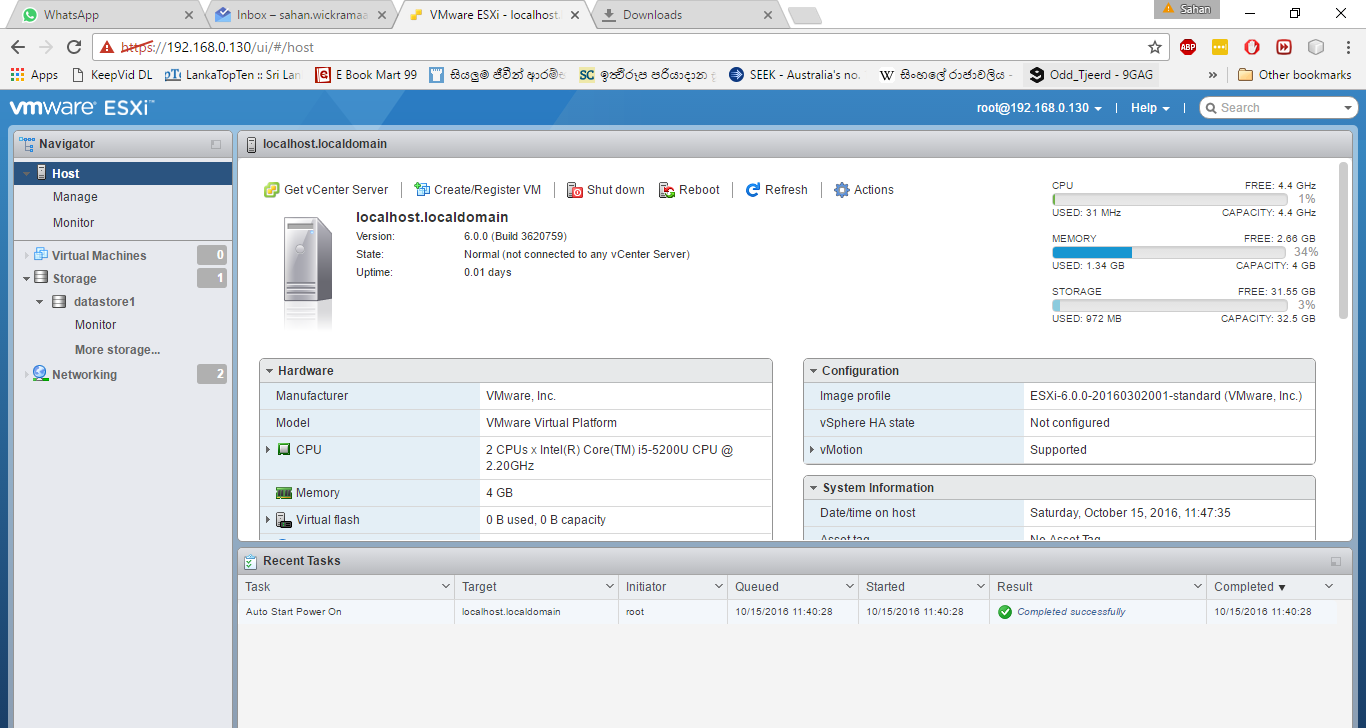 WhatsApp
Inbox – sahan.wickramaa
VMware ESXi - localhost.
Downloads
Sahan
https://192.168.0.130/ui/#/host
ABP
Apps
KeepVid DL
pTt LankaTopTen :: Sri Lan
E Book Mart 99
SC
SEEK - Australia's no.
W සිංහලේ රාජාවලිය -
Odd_Tjeerd - 9GAG
»
Other bookmarks
vmware ESXi™
root@192.168.0.130
Help
Search
Navigator
Host
Manage
Monitor
Virtual Machines 0
Storage 1
datastore1
Monitor
More storage...
Networking 2
localhost.localdomain
Get vCenter Server
Create/Register VM
Shut down
Reboot
Refresh
Actions
localhost.localdomain
Version: 6.0.0 (Build 3620759)
State: Normal (not connected to any vCenter Server)
Uptime: 0.01 days
CPU FREE: 4.4 GHz
1%
USED: 31 MHz CAPACITY: 4.4 GHz
MEMORY FREE: 2.66 GB
34%
USED: 1.34 GB CAPACITY: 4 GB
STORAGE FREE: 31.55 GB
3%
USED: 972 MB CAPACITY: 32.5 GB
Hardware
Manufacturer VMware, Inc.
Model VMware Virtual Platform
CPU 2 CPUs x Intel(R) Core(TM) i5-5200U CPU @
2.20GHz
Memory 4 GB
Virtual flash 0 B used, 0 B capacity
Configuration
Image profile ESXi-6.0.0-20160302001-standard (VMware, Inc.)
vSphere HA state Not configured
vMotion Supported
System Information
Date/time on host Saturday, October 15, 2016, 11:47:35
Asset tag No Asset Tag
Recent Tasks
Task Target Initiator Queued Started Result Completed
Auto Start Power On localhost.localdomain root 10/15/2016 11:40:28 10/15/2016 11:40:28 Completed successfully 10/15/2016 11:40:28